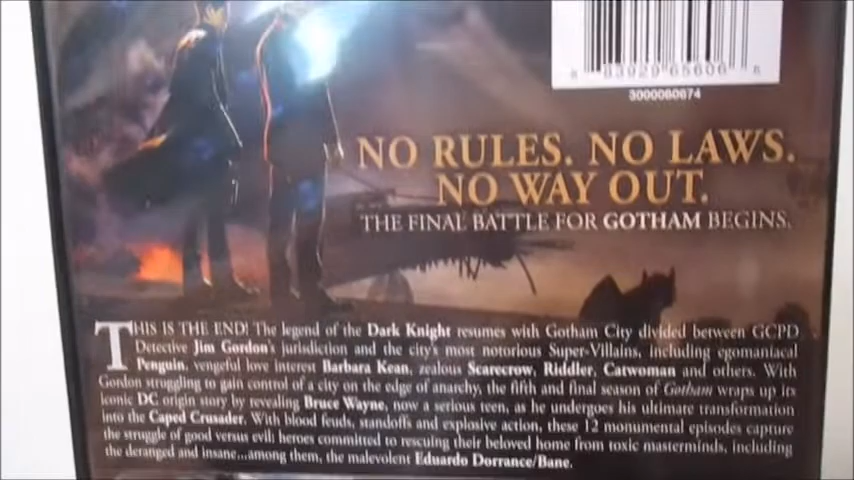 83929 65606
3000080674
NO RULES. NO LAWS.
NO WAY OUT.
THE FINAL BATTLE FOR GOTHAM BEGINS.
THIS IS THE END! The legend of the Dark Knight resumes with Gotham City divided between GCPD
Detective Jim Gordon's jurisdiction and the city's most notorious Super-Villains, including egomaniacal
Penguin, vengeful love interest Barbara Kean, zealous Scarecrow, Riddler, Catwoman and others. With
Gordon struggling to gain control of a city on the edge of anarchy, the fifth and final season of Gotham wraps up its
iconic DC origin story by revealing Bruce Wayne, now a serious teen, as he undergoes his ultimate transformation
into the Caped Crusader. With blood feuds, standoffs and explosive action, these 12 monumental episodes capture
the struggle of good versus evil heroes committed to rescuing their beloved home from toxic masterminds, including
the deranged and insane...among them, the malevolent Eduardo Dorrance/Bane.